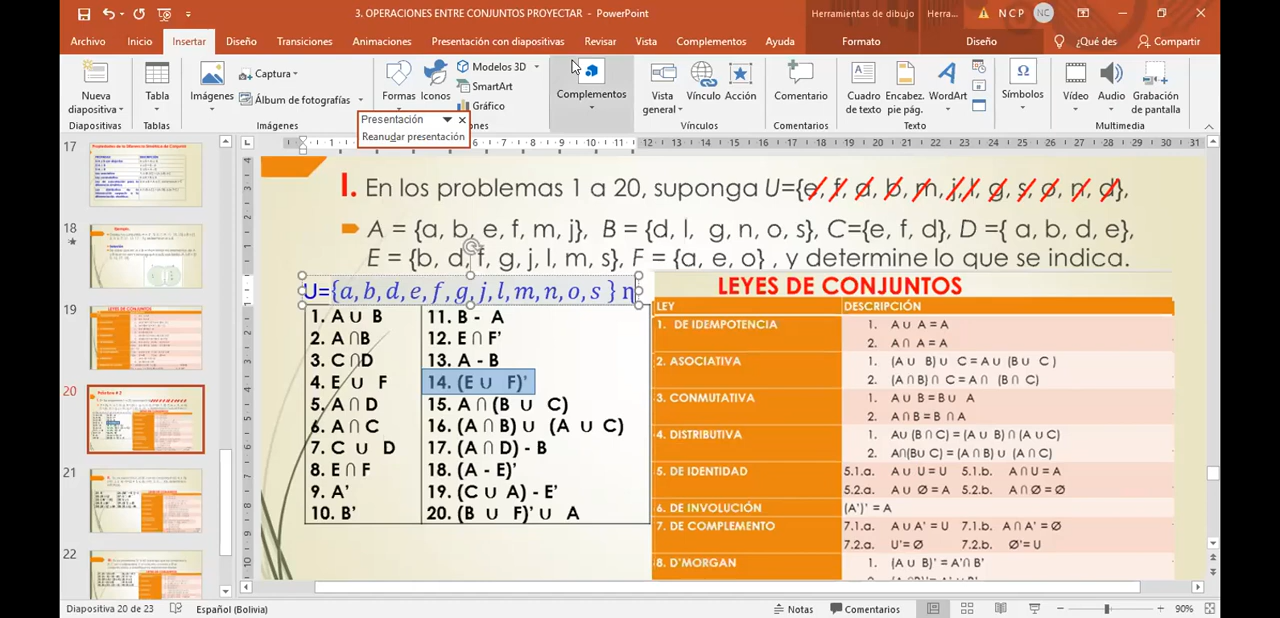 3. OPERACIONES ENTRE CONJUNTOS PROYECTAR - PowerPoint
Herramientas de dibujo
Herra...
N C P
NC
Archivo Inicio Insertar Diseño Transiciones Animaciones Presentación con diapositivas Revisar Vista Complementos Ayuda Formato Diseño ¿Qué des Compartir
Nueva diapositiva
Tabla
Imágenes
Captura
Álbum de fotografías
Formas
Iconos
Modelos 3D
SmartArt
Gráfico
Complementos
Vista general
Vínculo
Acción
Comentario
Cuadro de texto
Encabez. pie pág.
WordArt
Símbolos
Vídeo
Audio
Grabación de pantalla
Diapositivas Tablas Imágenes Vínculos Comentarios Texto Multimedia
Presentación
Reanudar presentación
17
18
19
20
21
22
I. En los problemas 1 a 20, suponga U={e, f, d, b, m, j, l, g, s, o, n, d},
A = {a, b, e, f, m, j}, B = {d, l, g, n, o, s}, C={e, f, d}, D ={ a, b, d, e},
E = {b, d, f, g, j, l, m, s}, F = {a, e, o} , y determine lo que se indica.
U={a, b, d, e, f, g, j, l, m, n, o, s } η
1. A ∪ B
2. A ∩B
3. C ∩D
4. E ∪ F
5. A ∩ D
6. A ∩ C
7. C ∪ D
8. E ∩ F
9. A’
10. B’
11. B - A
12. E ∩ F’
13. A - B
14. (E ∪ F)’
15. A ∩ (B ∪ C)
16. (A ∩ B) ∪ (A ∪ C)
17. (A ∩ D) - B
18. (A - E)’
19. (C ∪ A) - E’
20. (B ∪ F)’ ∪ A
LEYES DE CONJUNTOS
LEY DESCRIPCIÓN
1. DE IDEMPOTENCIA
1. A ∪ A = A
2. A ∩ A = A
2. ASOCIATIVA
1. (A ∪ B) ∪ C = A ∪ (B ∪ C )
2. (A ∩ B) ∩ C = A ∩ (B ∩ C)
3. CONMUTATIVA
1. A ∪ B = B ∪ A
2. A ∩ B = B ∩ A
4. DISTRIBUTIVA
1. A∪ (B ∩ C) = (A ∪ B) ∩ (A ∪ C)
2. A∩(B∪ C) = (A ∩ B) ∪ (A ∩ C)
5. DE IDENTIDAD
5.1.a. A ∪ U = U 5.1.b. A ∩ U = A
5.2.a. A ∪ Ø = A 5.2.b. A ∩ Ø = Ø
6. DE INVOLUCIÓN
(A’)’ = A
7. DE COMPLEMENTO
7.1.a. A ∪ A’ = U 7.1.b. A ∩ A’ = Ø
7.2.a. U’= Ø 7.2.b. Ø’= U
8. D’MORGAN
1. (A ∪ B)’ = A’∩ B’
Diapositiva 20 de 23
Español (Bolivia)
Notas
Comentarios
90%